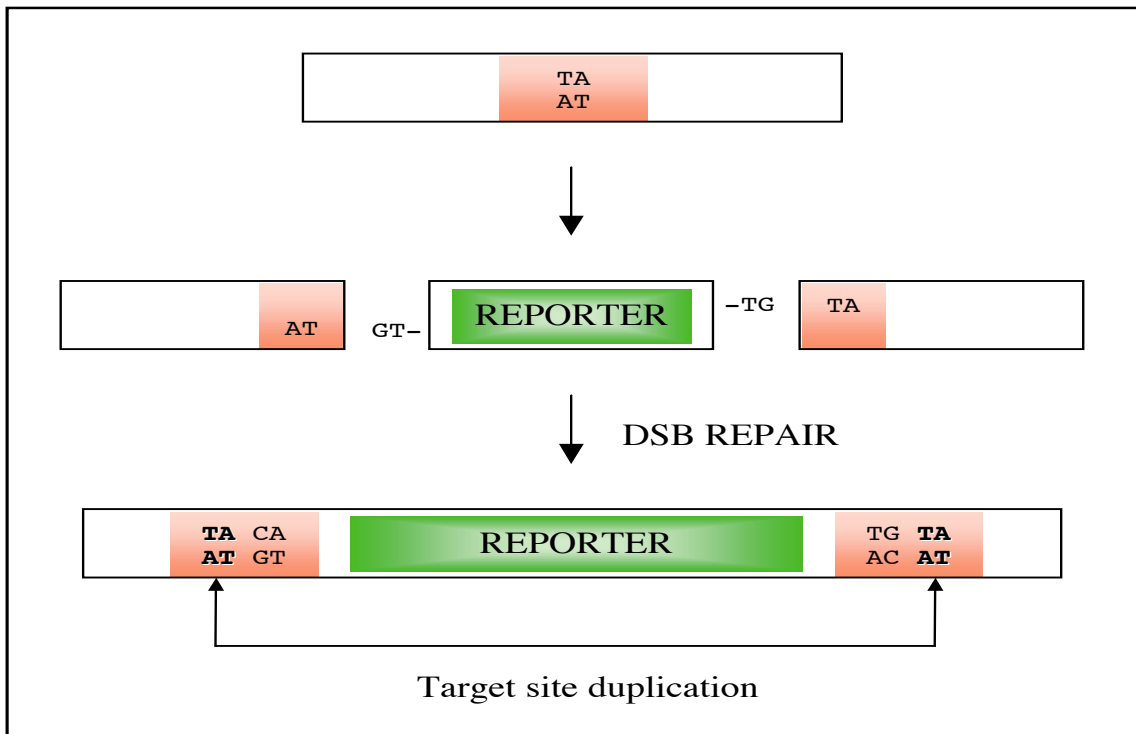 TA
AT
AT
GT-
REPORTER
-TG
TA
DSB REPAIR
TA CA
AT GT
REPORTER
TG TA
AC AT
Target site duplication